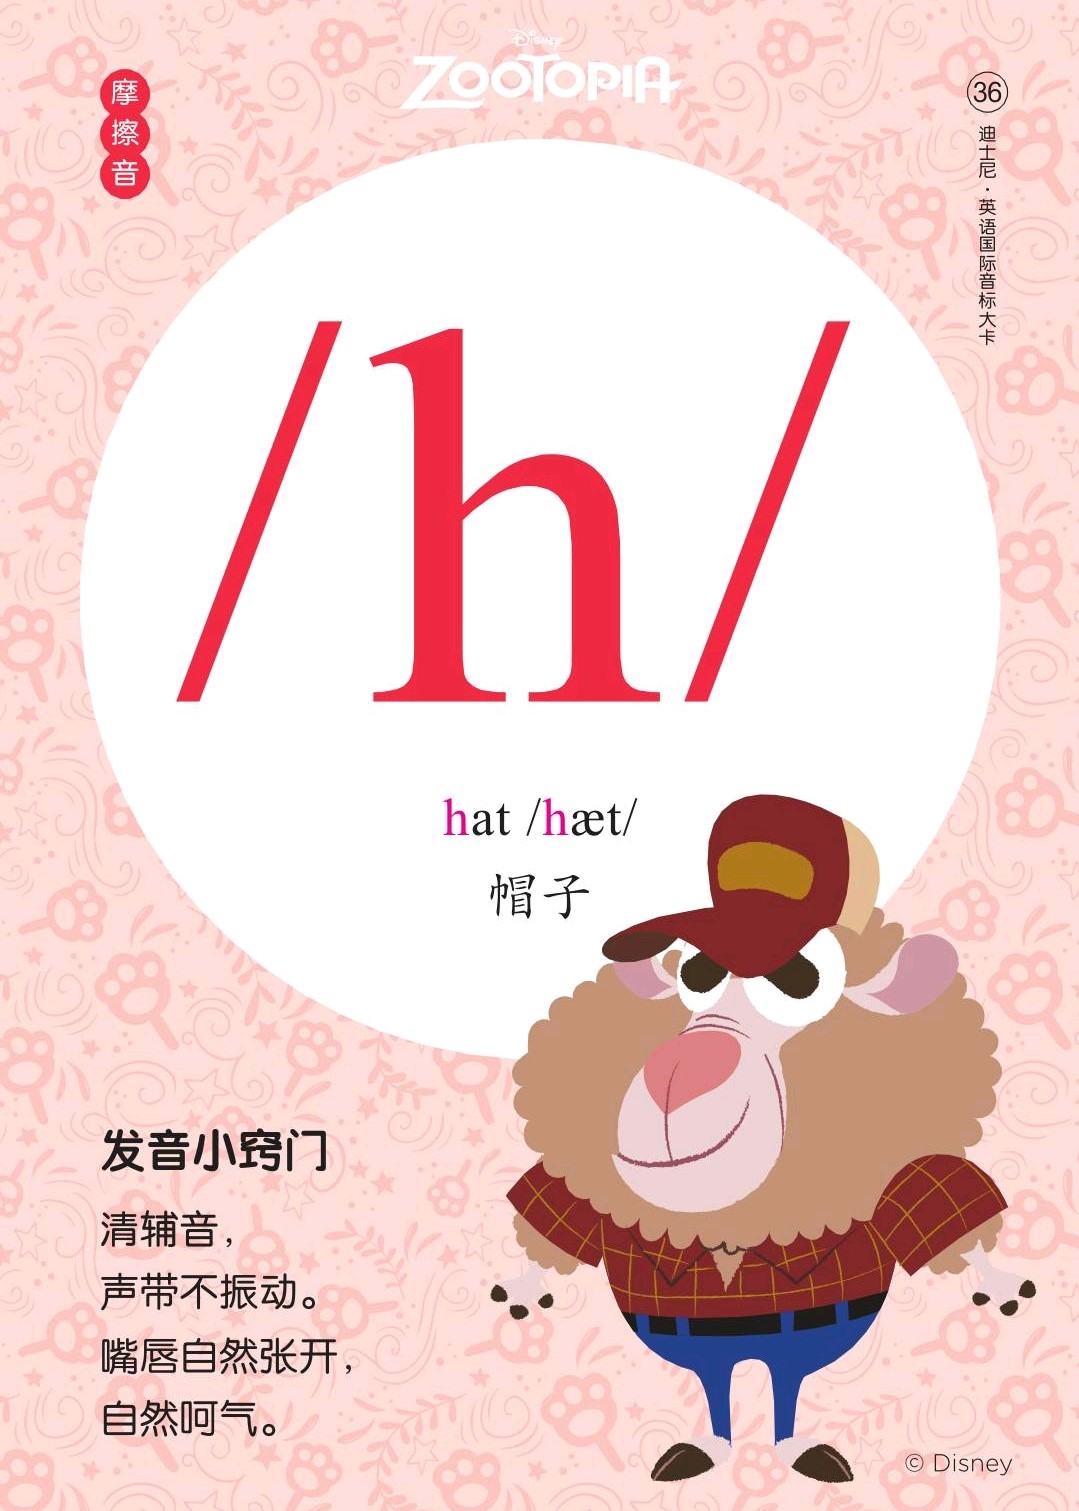 Disney
ZOOTOPIA
摩擦音
36
迪士尼·英语国际音标大卡
/h/
hat /hæt/
帽子
发音小窍门
清辅音，
声带不振动。
嘴唇自然张开，
自然呵气。
© Disney